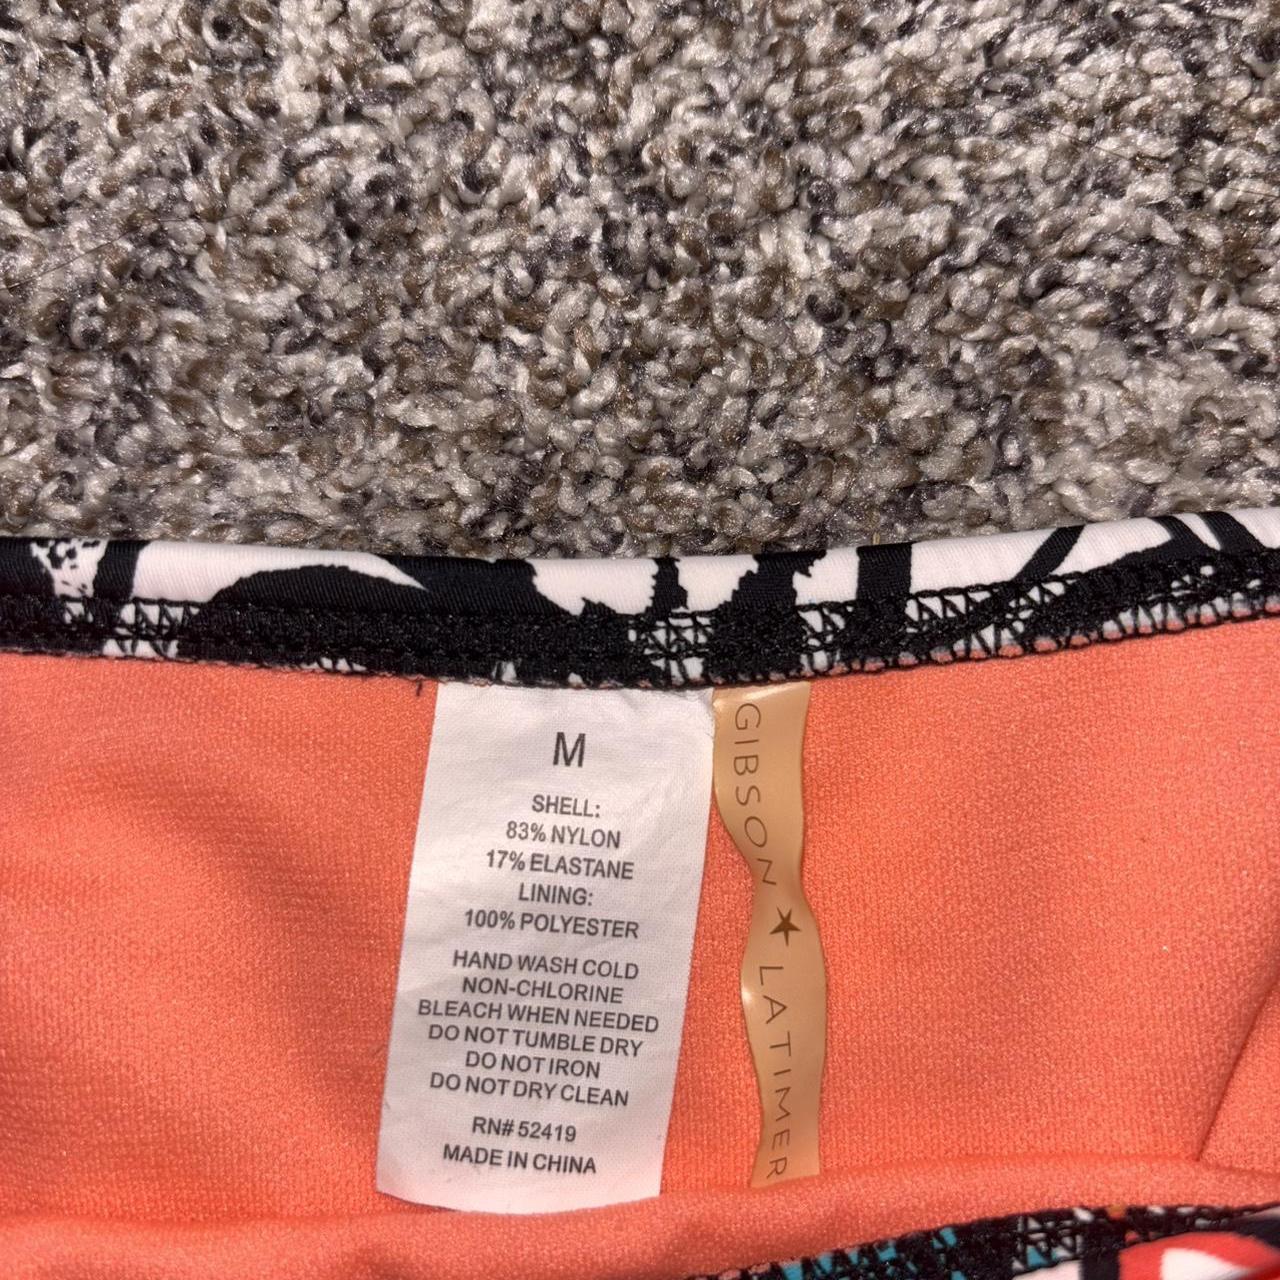 M
SHELL:
83% NYLON
17% ELASTANE
LINING:
100% POLYESTER
HAND WASH COLD
NON-CHLORINE
BLEACH WHEN NEEDED
DO NOT TUMBLE DRY
DO NOT IRON
DO NOT DRY CLEAN
RN# 52419
MADE IN CHINA
GIBSON ★ LATIMER